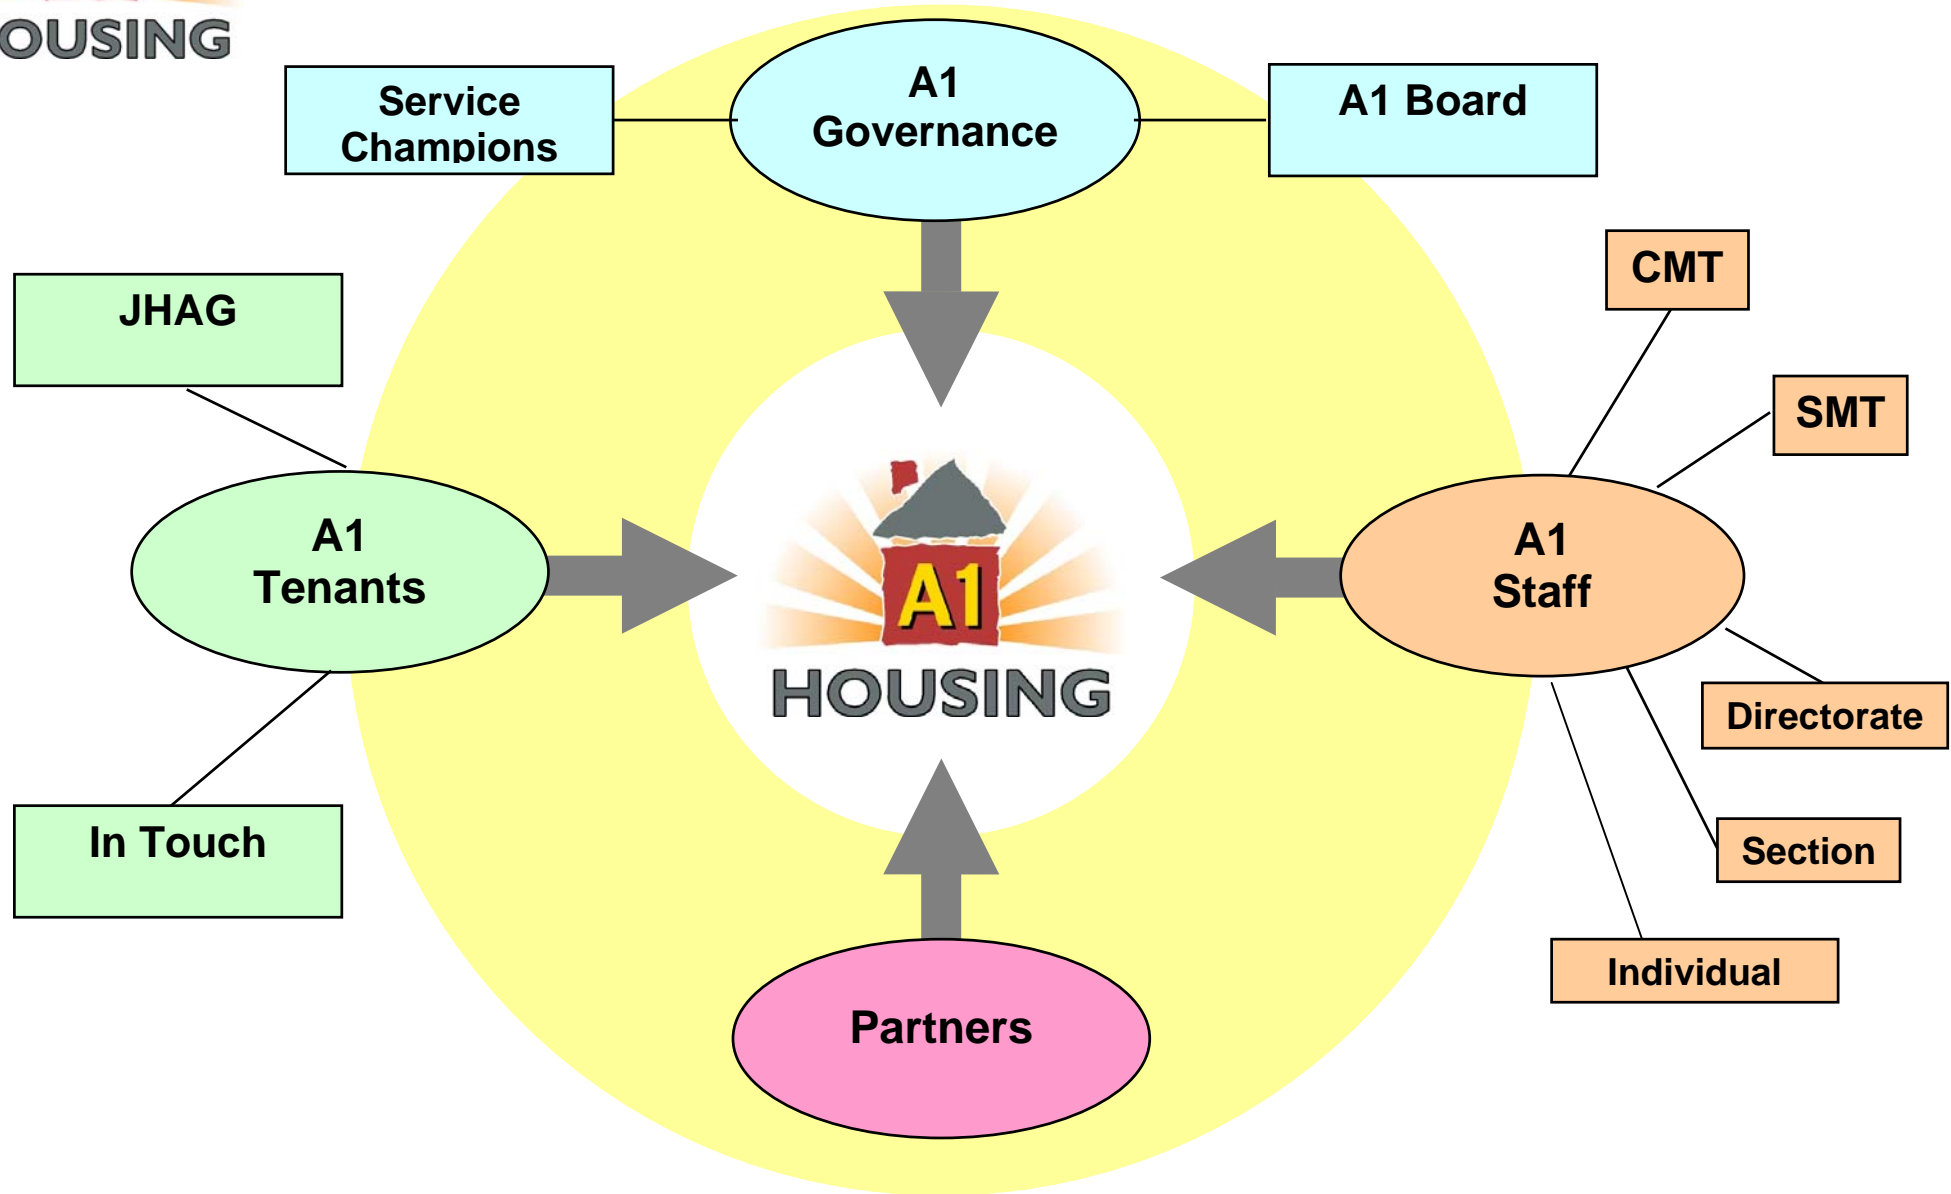 OUSING
Service
Champions
A1
Governance
A1 Board
CMT
JHAG
SMT
A1
Tenants
A1
Staff
A1
HOUSING
Directorate
In Touch
Section
Individual
Partners